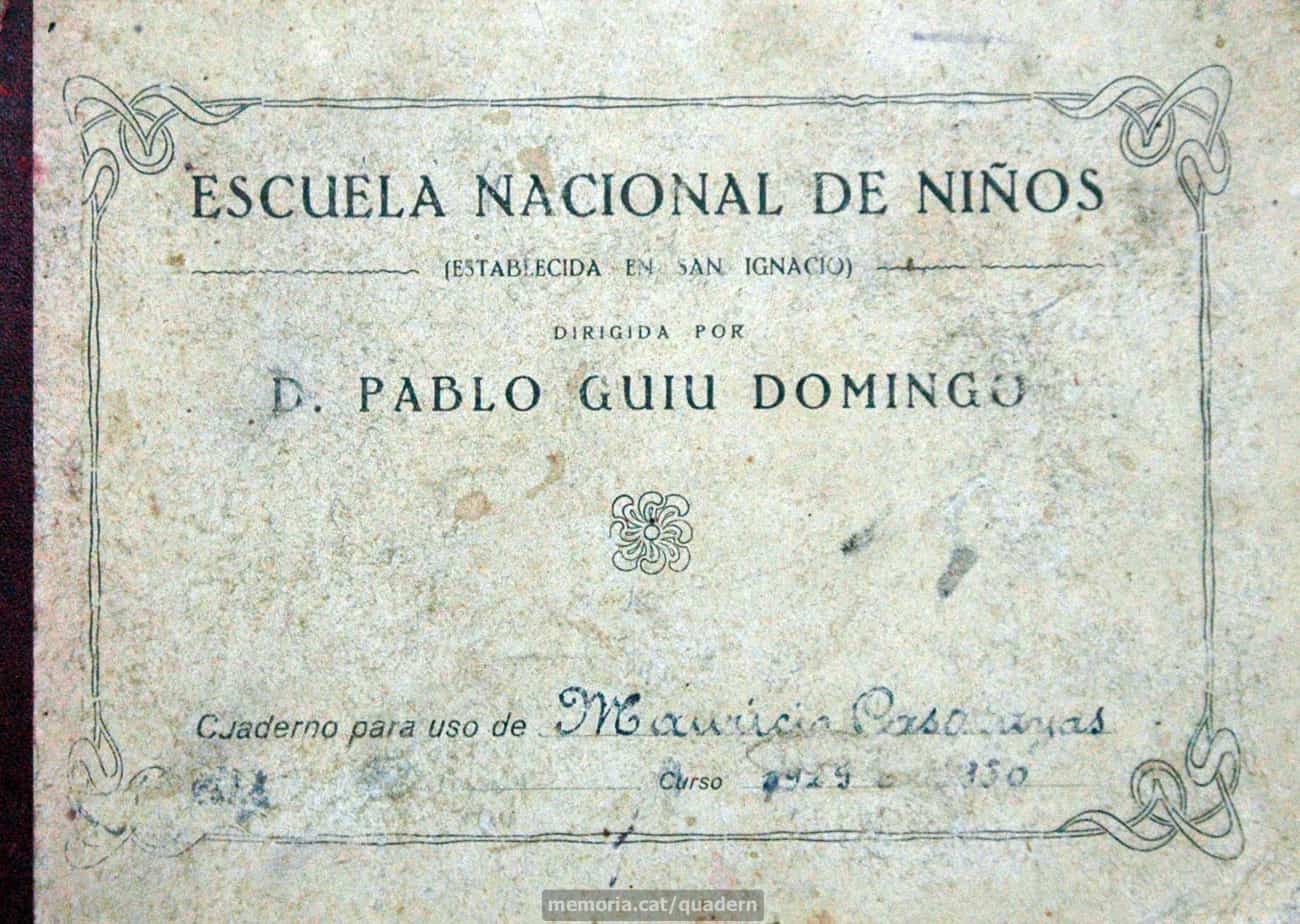 ESCUELA NACIONAL DE NIÑOS
(ESTABLECIDA EN SAN IGNACIO)
DIRIGIDA POR
D. PABLO GUIU DOMINGO
Cuaderno para uso de Mauricio
Curso 1929
memoria.cat/quadern